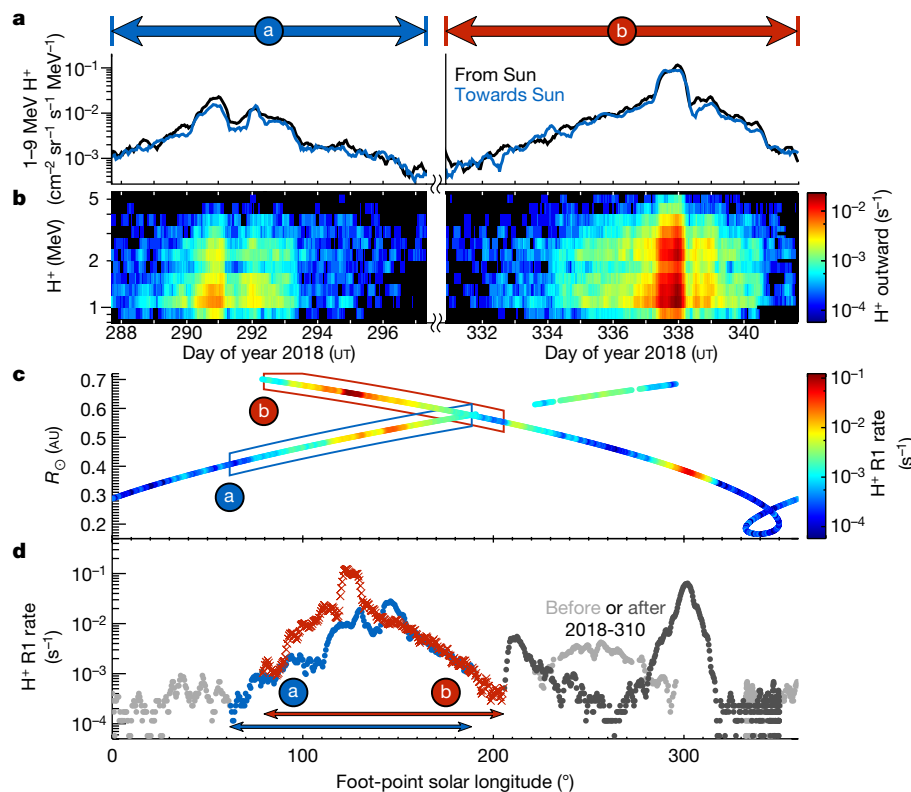 a
a
b
1–9 MeV H⁺
(cm⁻² sr⁻¹ s⁻¹ MeV⁻¹)
10⁻¹
10⁻²
10⁻³
From Sun
Towards Sun
b
H⁺ (MeV)
5
2
1
288 290 292 294 296
332 334 336 338 340
Day of year 2018 (UT)
Day of year 2018 (UT)
10⁻²
10⁻³
10⁻⁴
H⁺ outward (s⁻¹)
c
R☉ (AU)
0.7
0.6
0.5
0.4
0.3
0.2
b
a
10⁻¹
10⁻²
10⁻³
10⁻⁴
H⁺ R1 rate
(s⁻¹)
d
H⁺ R1 rate
(s⁻¹)
10⁻¹
10⁻²
10⁻³
10⁻⁴
Before or after
2018-310
a
b
0 100 200 300
Foot-point solar longitude (°)